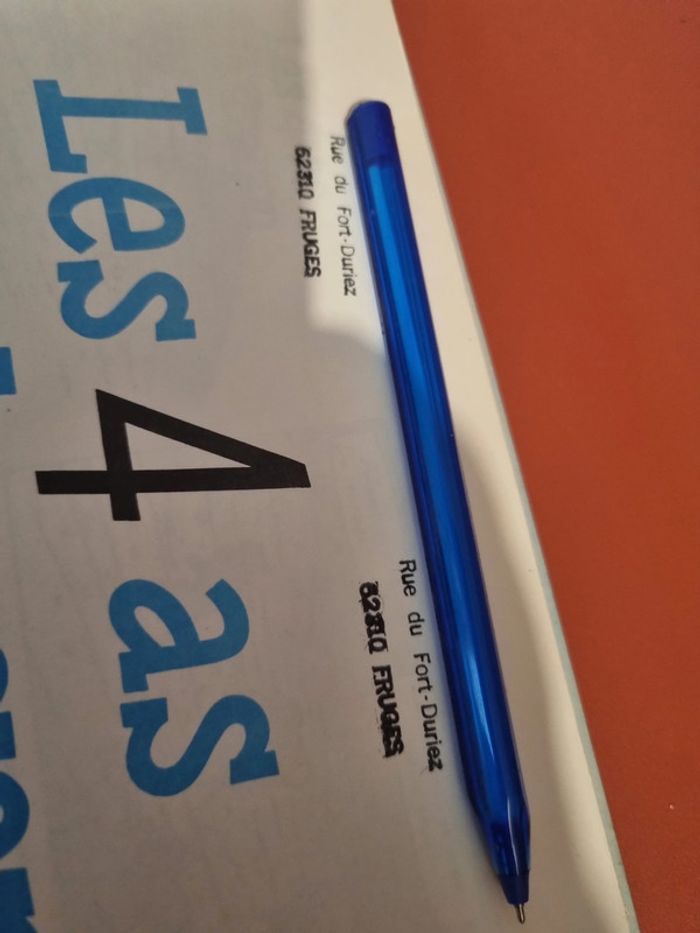 Rue du Fort-Duriez
62310 FRUGES
Rue du Fort-Duriez
62310 FRUGES
Les 4 as